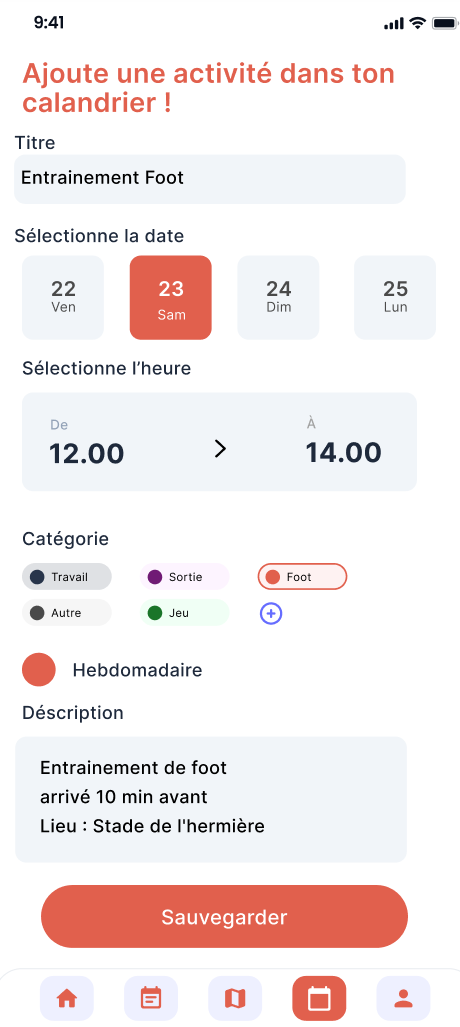 9:41
Ajoute une activité dans ton
calandrier !
Titre
Entrainement Foot
Sélectionne la date
22 23 24 25
Ven Sam Dim Lun
Sélectionne l’heure
De À
12.00 14.00
Catégorie
Travail Sortie Foot
Autre Jeu
Hebdomadaire
Déscription
Entrainement de foot
arrivé 10 min avant
Lieu : Stade de l'hermière
Sauvegarder